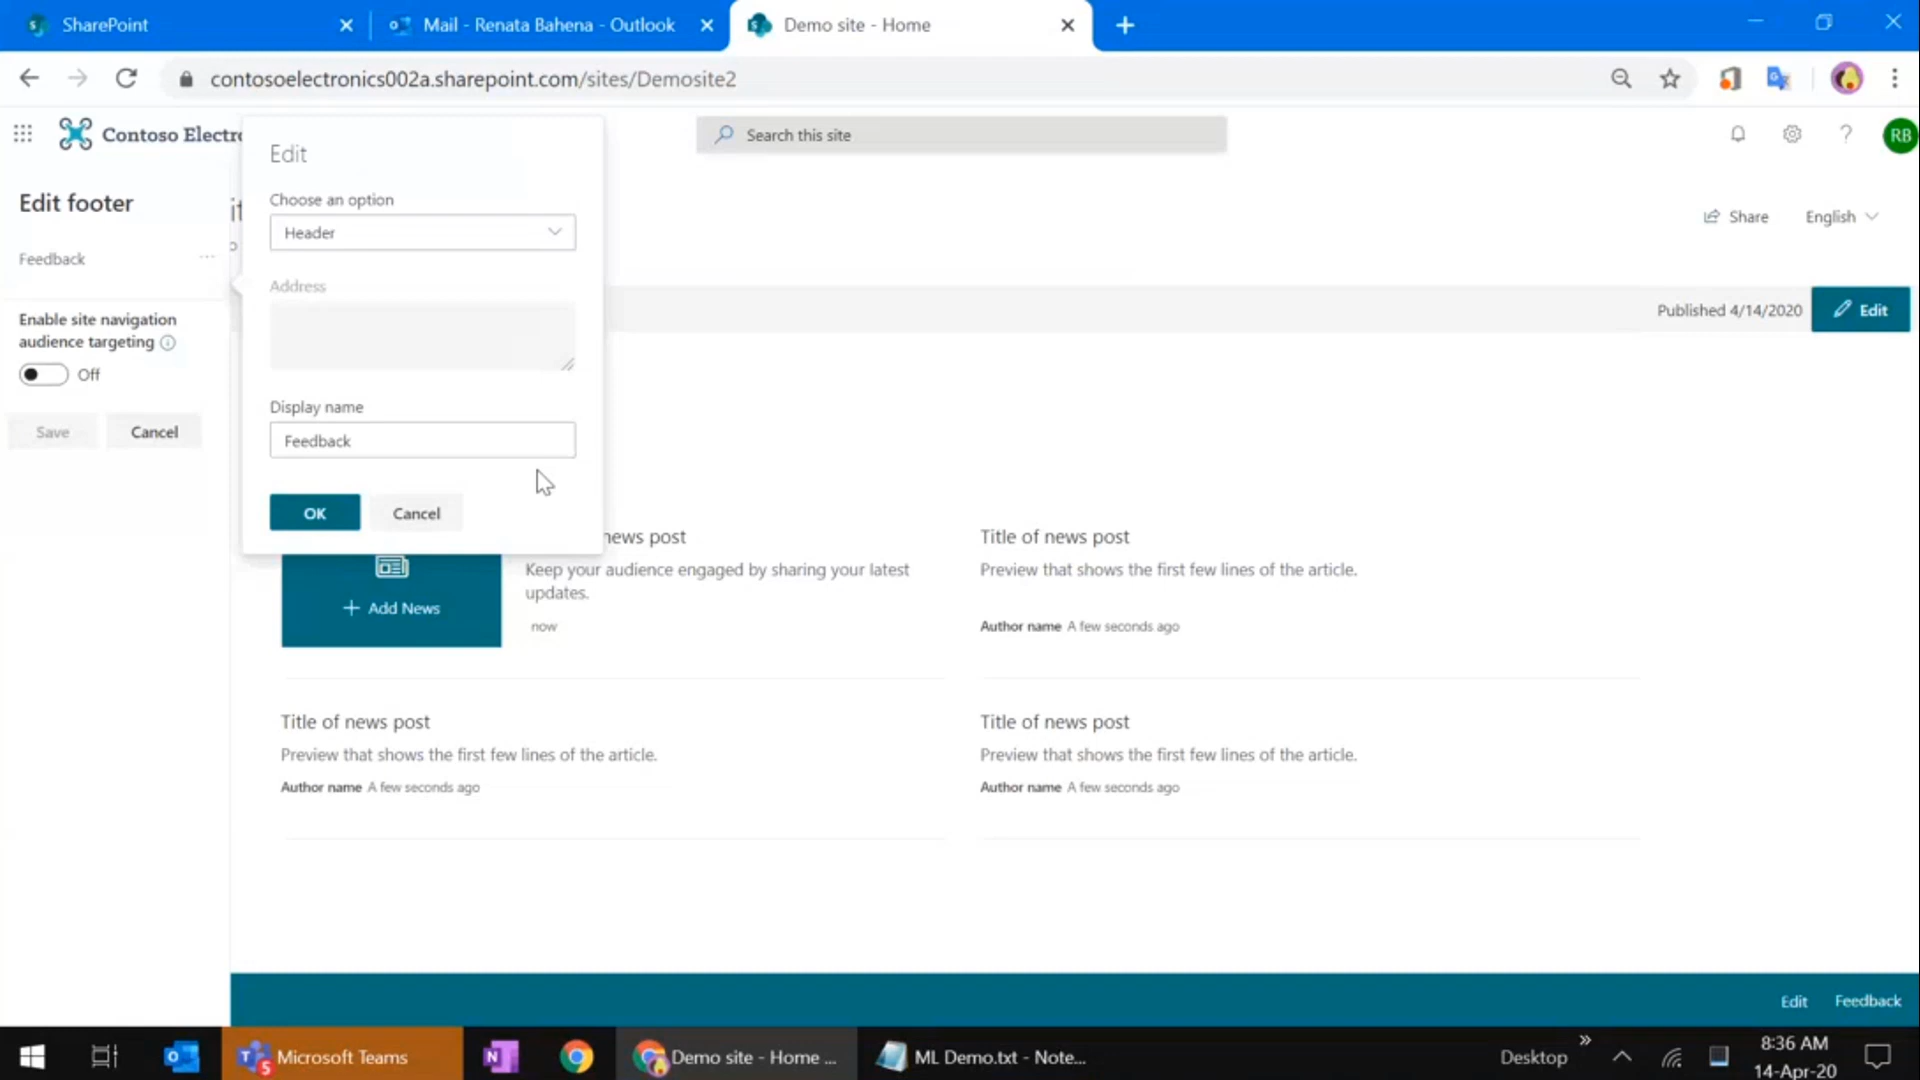 SharePoint
Mail - Renata Bahena - Outlook
Demo site - Home
contosoelectronics002a.sharepoint.com/sites/Demosite2
Contoso Electro
Search this site
RB
Edit footer
Feedback
Enable site navigation
audience targeting
Off
Save
Cancel
Edit
Choose an option
Header
Address
Display name
Feedback
OK
Cancel
Share
English
Published 4/14/2020
Edit
Add News
news post
Keep your audience engaged by sharing your latest
updates.
now
Title of news post
Preview that shows the first few lines of the article.
Author name A few seconds ago
Title of news post
Preview that shows the first few lines of the article.
Author name A few seconds ago
Title of news post
Preview that shows the first few lines of the article.
Author name A few seconds ago
Edit
Feedback
Microsoft Teams
Demo site - Home ...
ML Demo.txt - Note...
Desktop
8:36 AM
14-Apr-20